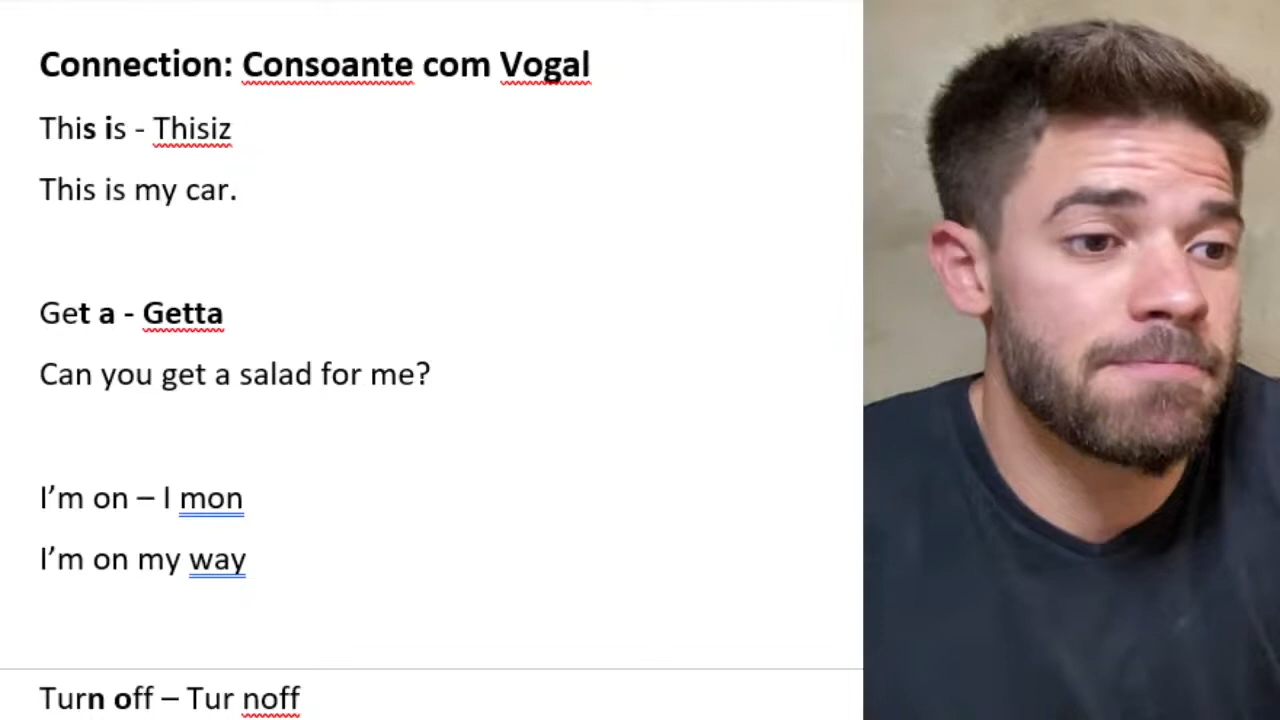 Connection: Consoante com Vogal
This is - Thisiz
This is my car.
Get a - Getta
Can you get a salad for me?
I’m on – I mon
I’m on my way
Turn off – Tur noff